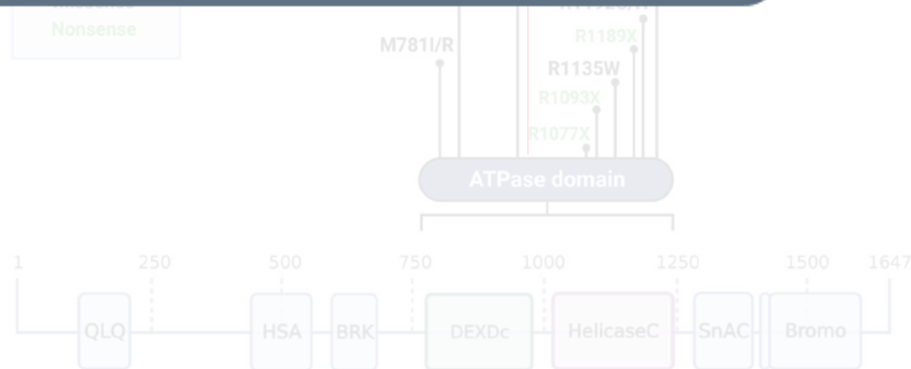 Nonsense
M781I/R
R1189X
R1135W
R1093X
R1077X
ATPase domain
1 250 500 750 1000 1250 1500 1647
QLQ HSA BRK DEXDc HelicaseC SnAC Bromo